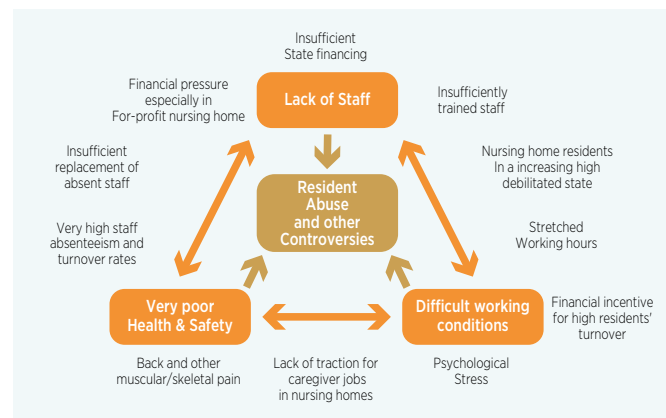 Insufficient
State financing
Financial pressure
especially in
For-profit nursing home
Lack of Staff
Insufficiently
trained staff
Insufficient
replacement of
absent staff
Nursing home residents
In a increasing high
debilitated state
Resident
Abuse
and other
Controversies
Very high staff
absenteeism and
turnover rates
Stretched
Working hours
Very poor
Health & Safety
Difficult working
conditions
Financial incentive
for high residents'
turnover
Back and other
muscular/skeletal pain
Lack of traction for
caregiver jobs
in nursing homes
Psychological
Stress